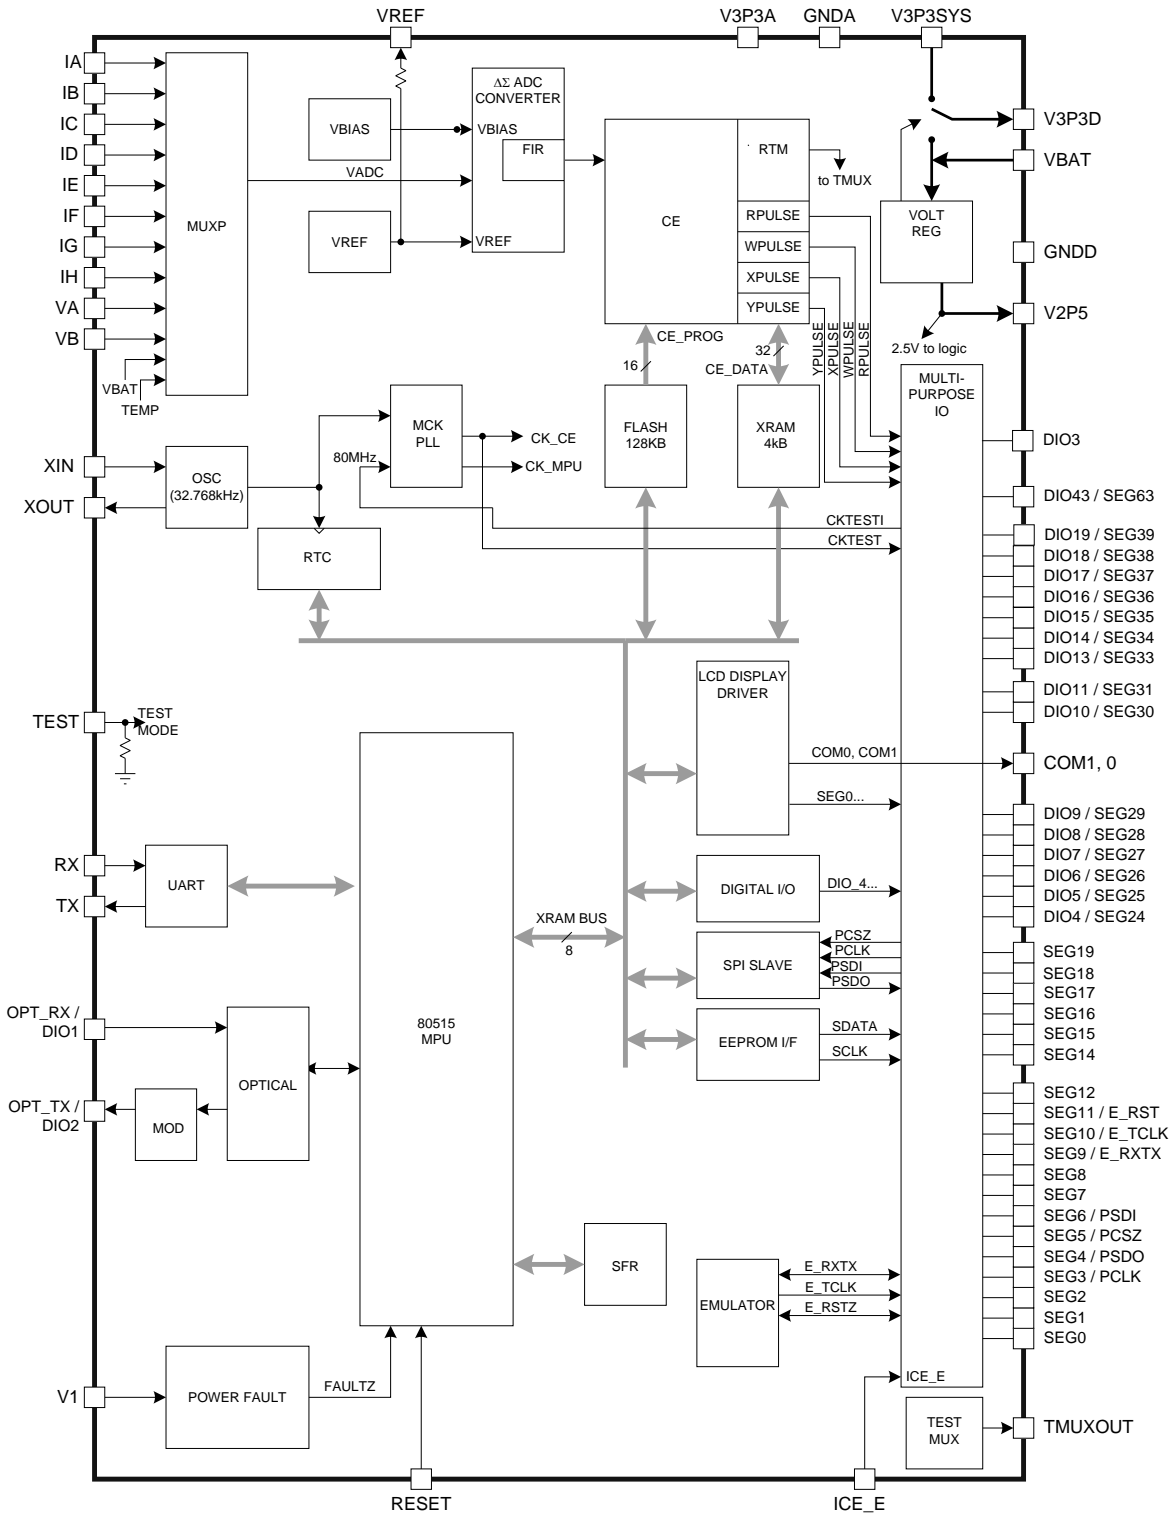 VREF
V3P3A
GNDA
V3P3SYS
IA
IB
IC
ID
IE
IF
IG
IH
VA
VB
VBAT
TEMP
MUXP
VBIAS
VADC
VREF
ΔΣ ADC
CONVERTER
VBIAS
FIR
VREF
CE
RTM
to TMUX
RPULSE
WPULSE
XPULSE
YPULSE
YPULSE
XPULSE
WPULSE
RPULSE
VOLT
REG
2.5V to logic
V3P3D
VBAT
GNDD
V2P5
CE_PROG
16
32
CE_DATA
FLASH
128KB
XRAM
4kB
MULTI-
PURPOSE
IO
XIN
XOUT
OSC
(32.768kHz)
80MHz
MCK
PLL
CK_CE
CK_MPU
CKTESTI
CKTEST
RTC
DIO3
DIO43 / SEG63
DIO19 / SEG39
DIO18 / SEG38
DIO17 / SEG37
DIO16 / SEG36
DIO15 / SEG35
DIO14 / SEG34
DIO13 / SEG33
DIO11 / SEG31
DIO10 / SEG30
TEST
TEST
MODE
LCD DISPLAY
DRIVER
COM0, COM1
SEG0...
COM1, 0
RX
TX
UART
DIGITAL I/O
DIO_4...
DIO9 / SEG29
DIO8 / SEG28
DIO7 / SEG27
DIO6 / SEG26
DIO5 / SEG25
DIO4 / SEG24
XRAM BUS
8
SPI SLAVE
PCSZ
PCLK
PSDI
PSDO
SEG19
SEG18
SEG17
SEG16
SEG15
SEG14
OPT_RX /
DIO1
OPT_TX /
DIO2
MOD
OPTICAL
80515
MPU
EEPROM I/F
SDATA
SCLK
SEG12
SEG11 / E_RST
SEG10 / E_TCLK
SEG9 / E_RXTX
SEG8
SEG7
SEG6 / PSDI
SEG5 / PCSZ
SEG4 / PSDO
SEG3 / PCLK
SEG2
SEG1
SEG0
SFR
EMULATOR
E_RXTX
E_TCLK
E_RSTZ
V1
POWER FAULT
FAULTZ
ICE_E
TEST
MUX
TMUXOUT
RESET
ICE_E